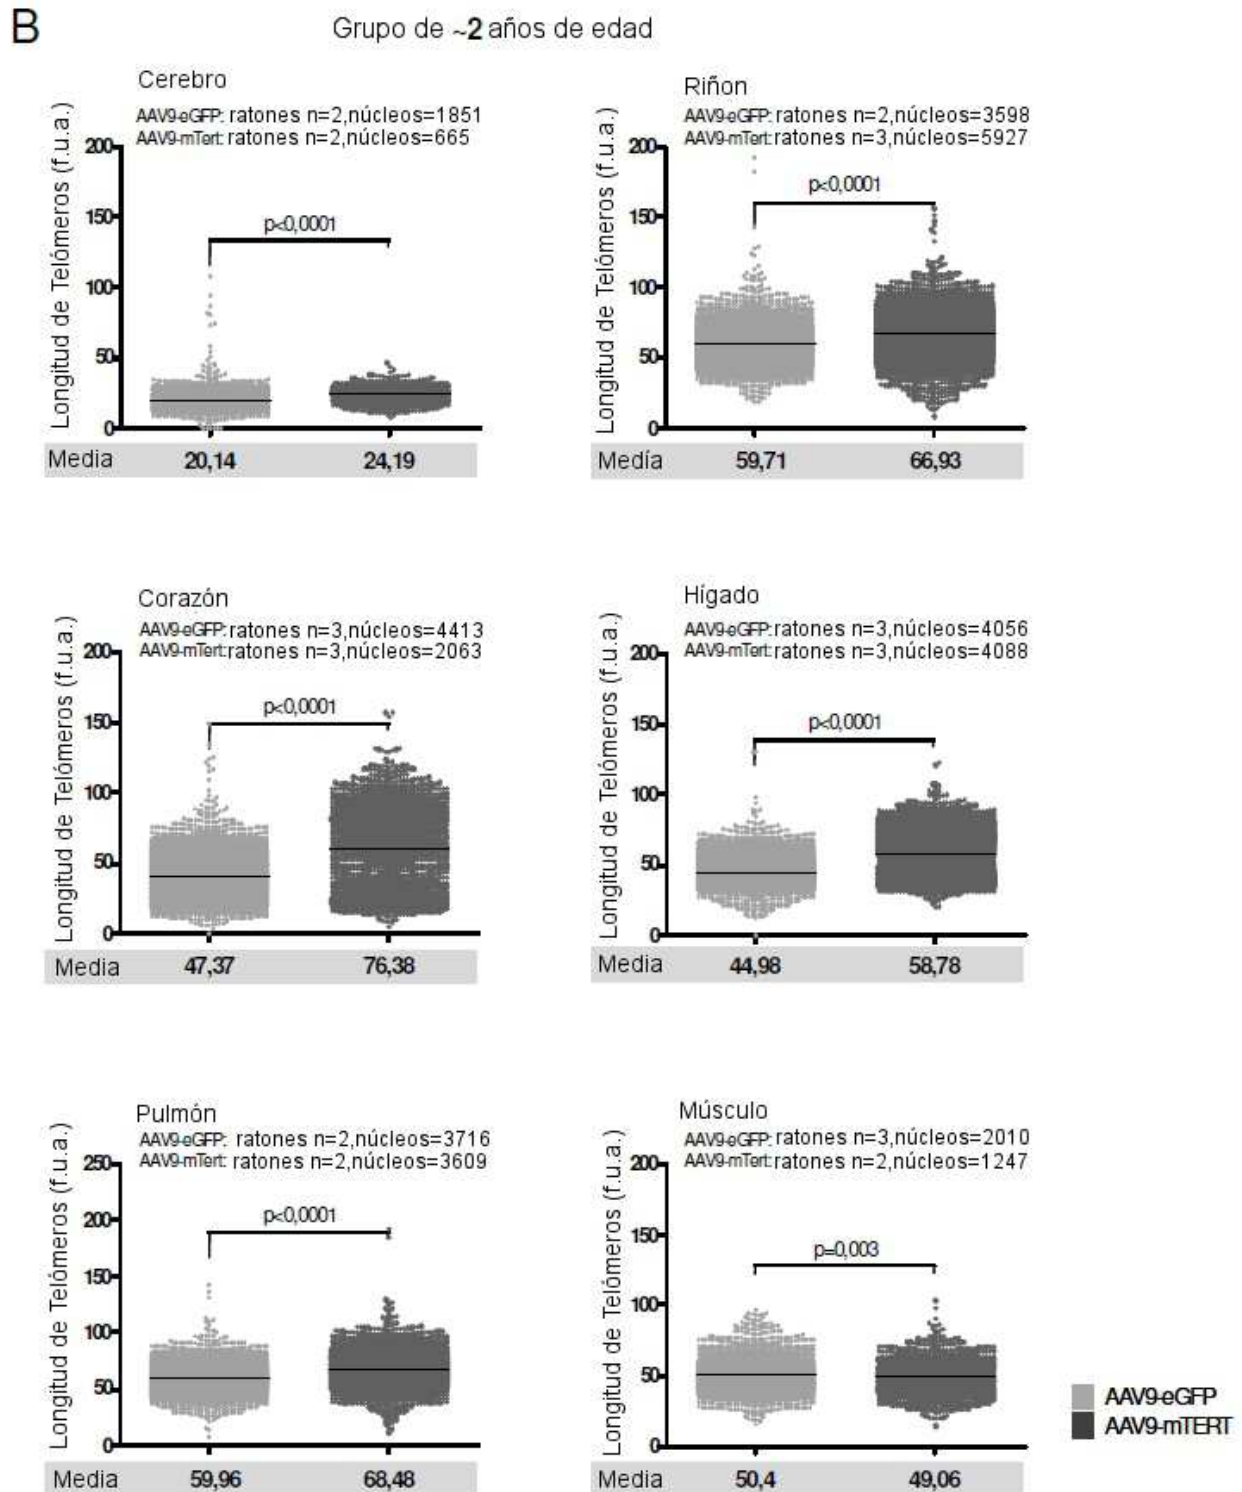 B
Grupo de ~2 años de edad
Cerebro
AAV9-eGFP: ratones n=2,núcleos=1851
AAV9-mTert: ratones n=2,núcleos=665
Longitud de Telómeros (f.u.a.)
200
150
100
50
0
p<0,0001
Media 20,14 24,19
Riñon
AAV9-eGFP: ratones n=2,núcleos=3598
AAV9-mTert: ratones n=3,núcleos=5927
Longitud de Telómeros (f.u.a.)
200
150
100
50
0
p<0,0001
Medía 59,71 66,93
Corazón
AAV9-eGFP: ratones n=3,núcleos=4413
AAV9-mTert: ratones n=3,núcleos=2063
Longitud de Telómeros (f.u.a.)
200
150
100
50
0
p<0,0001
Media 47,37 76,38
Hígado
AAV9-eGFP: ratones n=3,núcleos=4056
AAV9-mTert: ratones n=3,núcleos=4088
Longitud de Telómeros (f.u.a.)
200
150
100
50
0
p<0,0001
Media 44,98 58,78
Pulmón
AAV9-eGFP: ratones n=2,núcleos=3716
AAV9-mTert: ratones n=2,núcleos=3609
Longitud de Telómeros (f.u.a.)
250
200
150
100
50
0
p<0,0001
Media 59,96 68,48
Músculo
AAV9-eGFP: ratones n=3,núcleos=2010
AAV9-mTert: ratones n=2,núcleos=1247
Longitud de Telómeros (f.u.a.)
200
150
100
50
0
p=0,003
Media 50,4 49,06
AAV9-eGFP
AAV9-mTERT